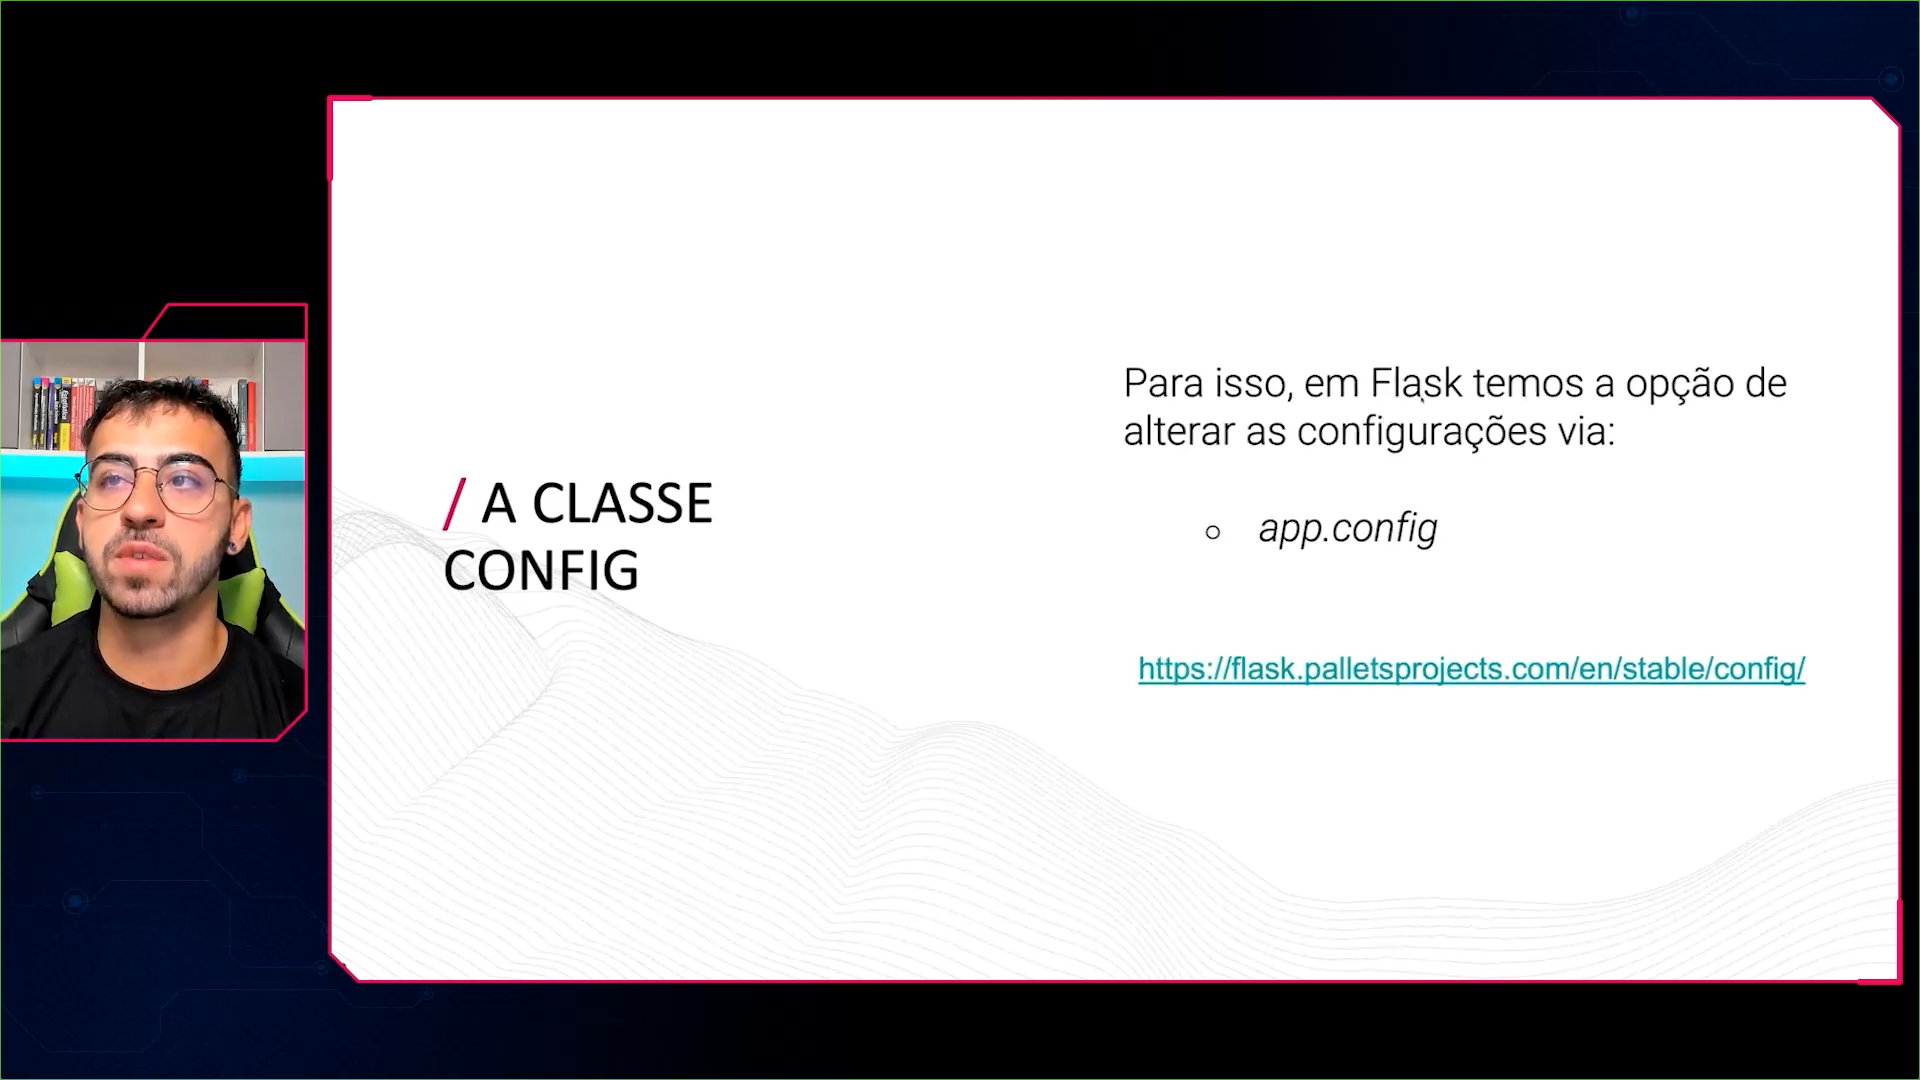 / A CLASSE
CONFIG
Para isso, em Flask temos a opção de
alterar as configurações via:
○ app.config
https://flask.palletsprojects.com/en/stable/config/